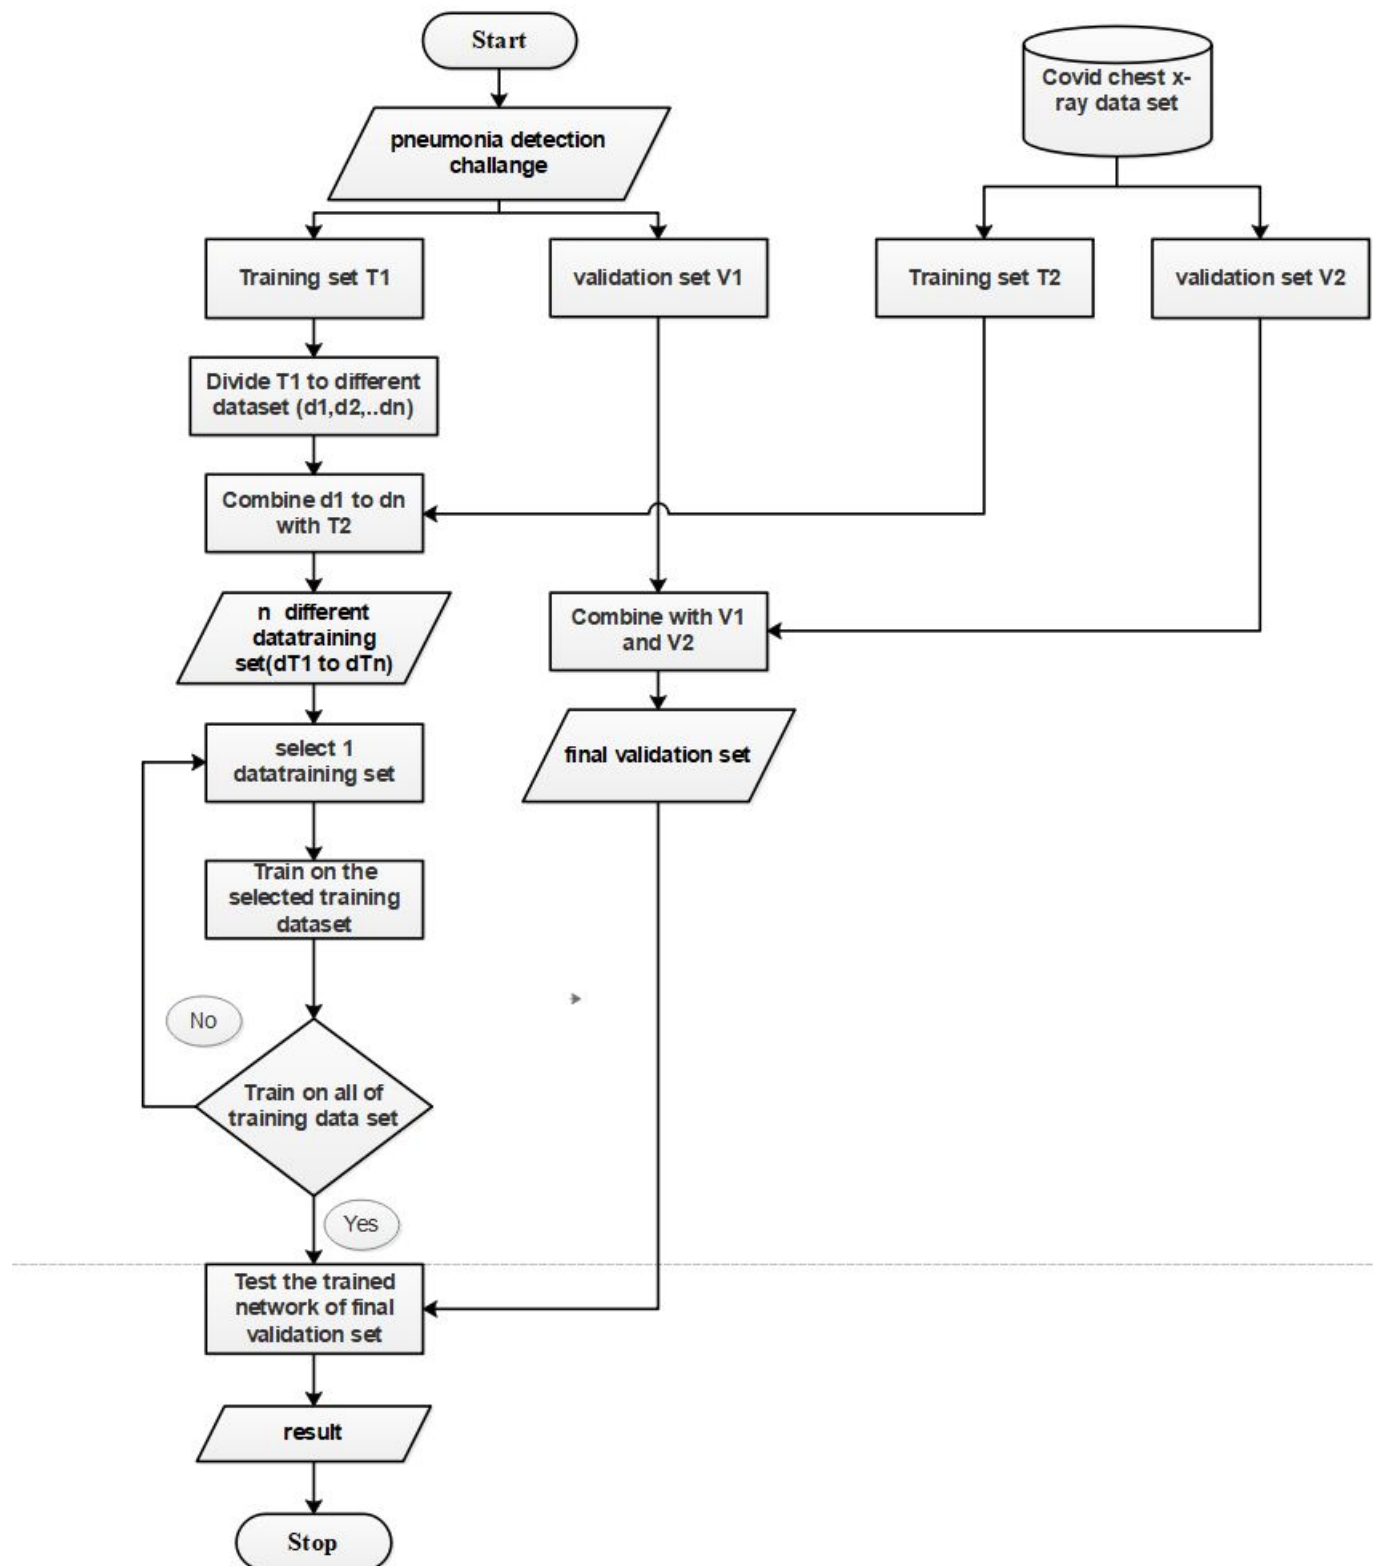 Start
Covid chest x-
ray data set
pneumonia detection
challange
Training set T1
validation set V1
Training set T2
validation set V2
Divide T1 to different
dataset (d1,d2,..dn)
Combine d1 to dn
with T2
n different
datatraining
set(dT1 to dTn)
Combine with V1
and V2
select 1
datatraining set
final validation set
Train on the
selected training
dataset
No
Train on all of
training data set
Yes
Test the trained
network of final
validation set
result
Stop